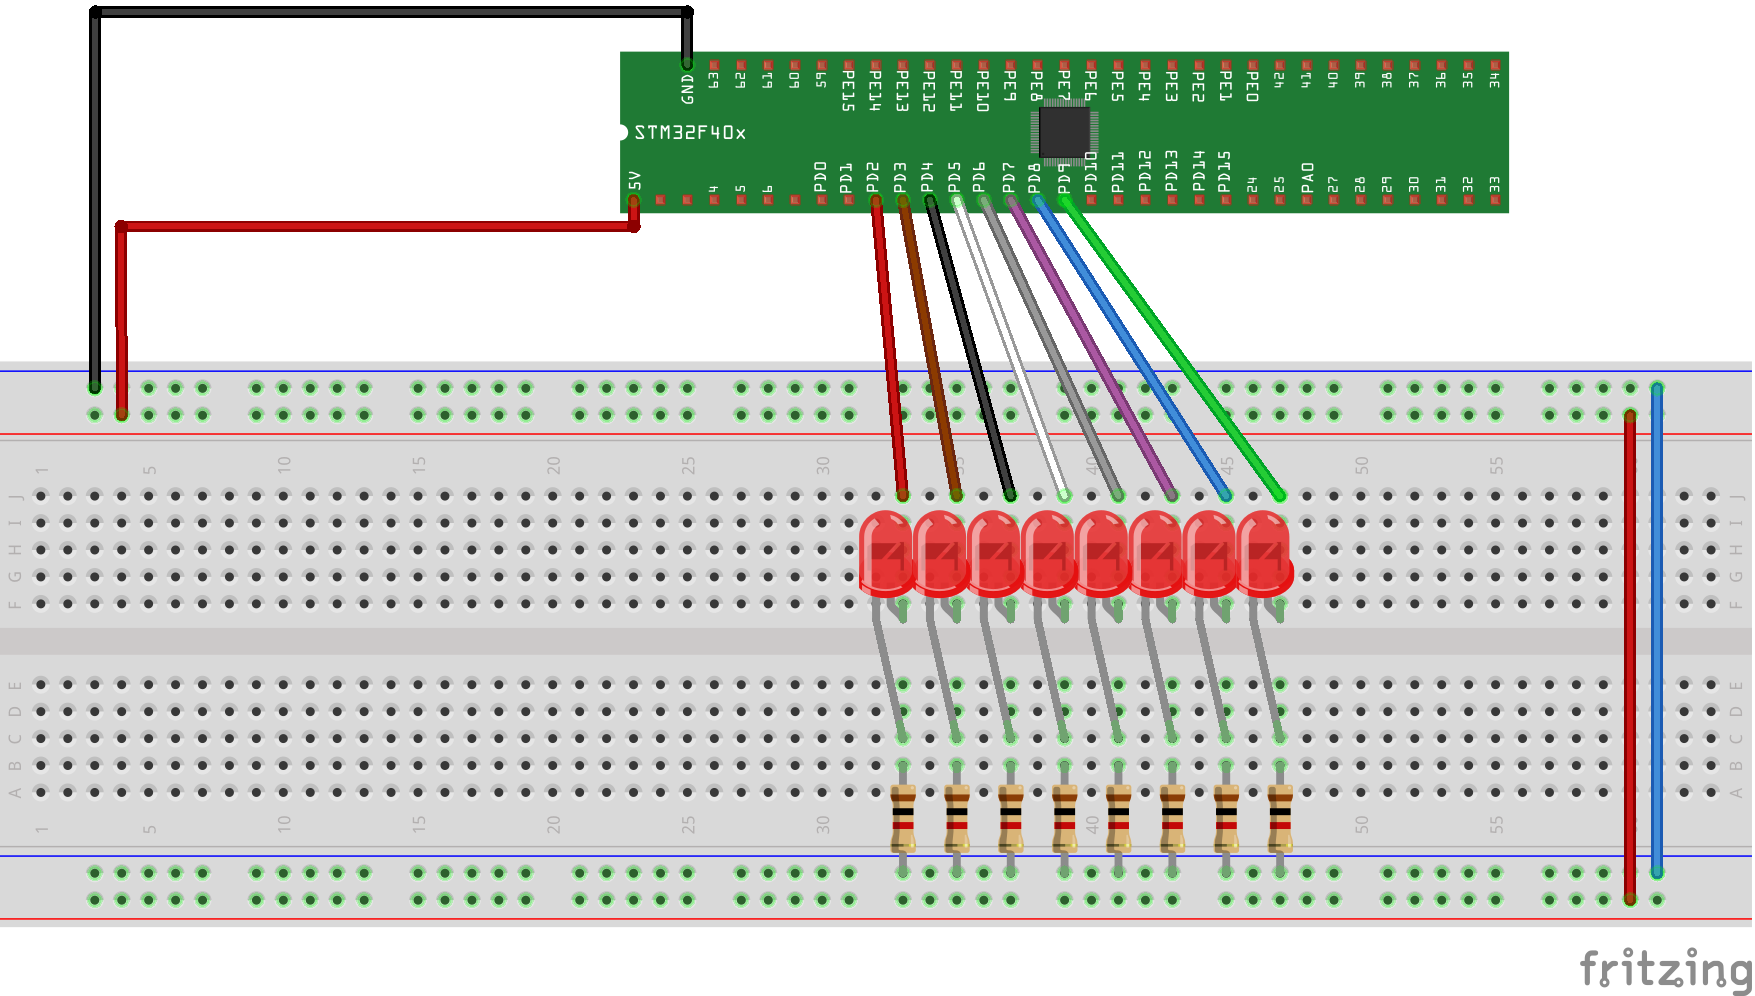 GND 63 62 61 60 59 PE15 PE14 PE13 PE12 PE11 PE10 PE9 PE8 PE7 PE6 PE5 PE4 PE3 PE2 PE1 PE0 42 41 40 39 38 37 36 35 34
STM32F40x
5V 4 5 6 PD0 PD1 PD2 PD3 PD4 PD5 PD6 PD7 PD8 PD9 PD10 PD11 PD12 PD13 PD14 PD15 24 25 PA0 27 28 29 30 31 32 33
1 5 10 15 20 25 30 35 40 45 50 55
J J
I I
H H
G G
F F
E E
D D
C C
B B
A A
1 5 10 15 20 25 30 40 50 55
fritzing